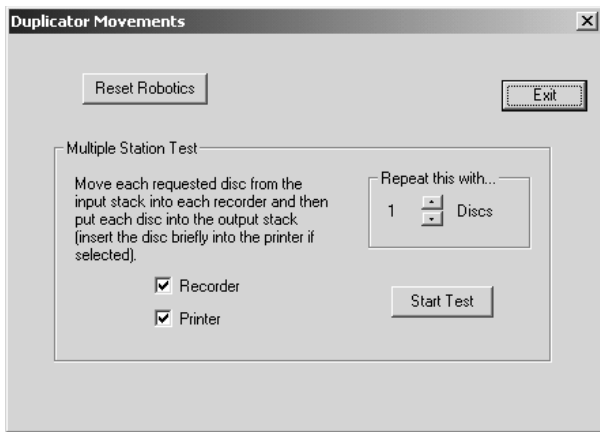 Duplicator Movements
Reset Robotics
Exit
Multiple Station Test
Move each requested disc from the
input stack into each recorder and then
put each disc into the output stack
(insert the disc briefly into the printer if
selected).
Repeat this with...
1 Discs
Recorder
Printer
Start Test